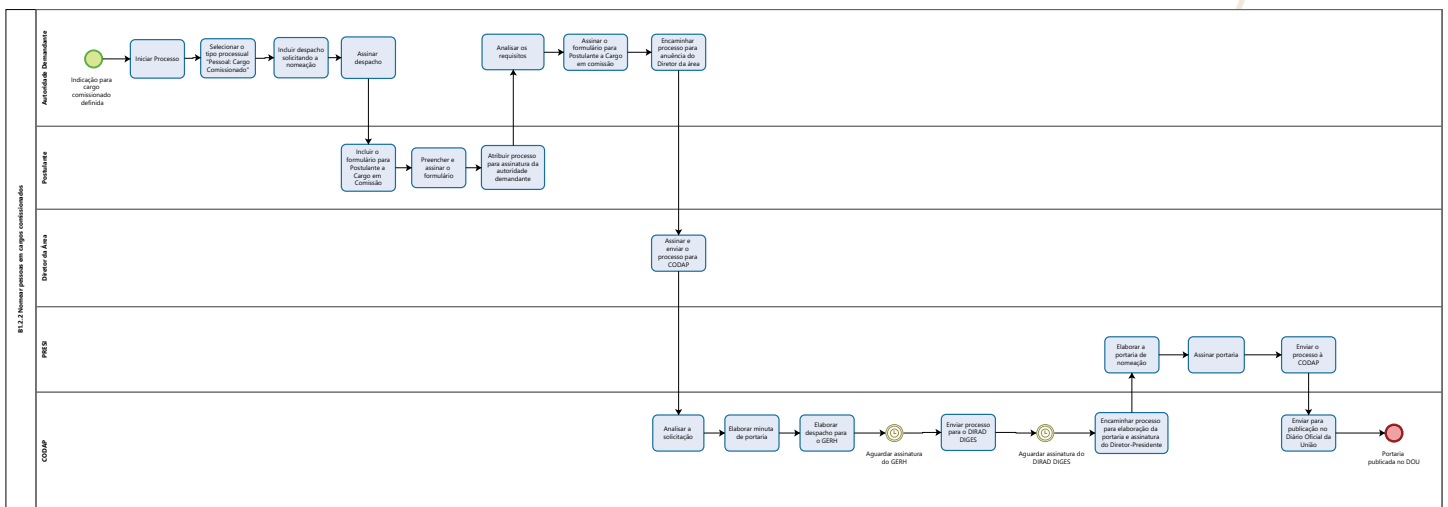 B1.2.2 Nomear pessoas em cargos comissionados
Autoridade Demandante
Indicação para
cargo
comissionado
definida
Iniciar Processo
Selecionar o
tipo processual
"Pessoal: Cargo
Comissionado"
Incluir despacho
solicitando a
nomeação
Assinar
despacho
Analisar os
requisitos
Assinar o
formulário para
Postulante a Cargo
em comissão
Encaminhar
processo para
anuência do
Diretor da área
Postulante
Incluir o
formulário para
Postulante a
Cargo em
Comissão
Preencher e
assinar o
formulário
Atribuir processo
para assinatura da
autoridade
demandante
Diretor da Área
Assinar e
enviar o
processo para
CODAP
PRESI
Elaborar a
portaria de
nomeação
Assinar portaria
Enviar o
processo à
CODAP
CODAP
Analisar a
solicitação
Elaborar minuta
de portaria
Elaborar
despacho para
o GERH
Aguardar assinatura
do GERH
Enviar processo
para o DIRAD
DIGES
Aguardar assinatura do
DIRAD DIGES
Encaminhar processo
para elaboração da
portaria e assinatura
do Diretor-Presidente
Enviar para
publicação no
Diário Oficial da
União
Portaria
publicada no DOU